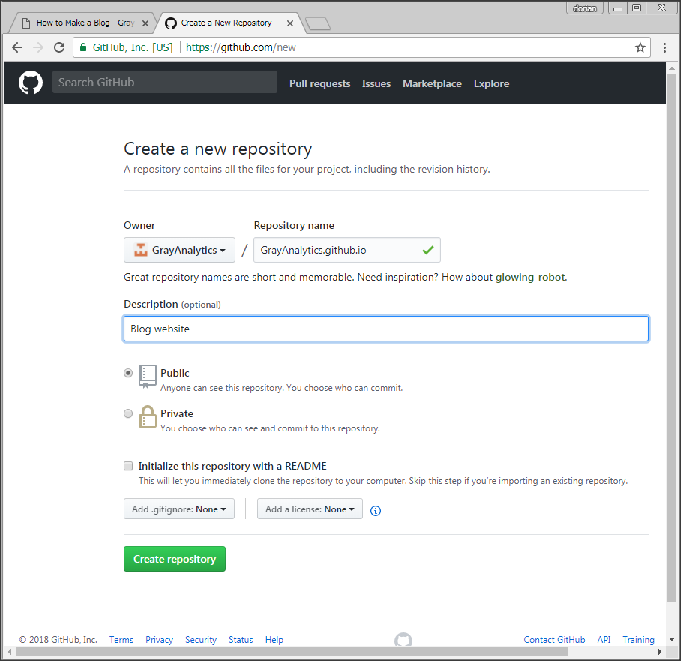 How to Make a Blog - Gray
Create a New Repository
GitHub, Inc. [US] | https://github.com/new
Search GitHub
Pull requests Issues Marketplace Explore
Create a new repository
A repository contains all the files for your project, including the revision history.
Owner Repository name
GrayAnalytics / GrayAnalytics.github.io
Great repository names are short and memorable. Need inspiration? How about glowing-robot.
Description (optional)
Blog website
Public
Anyone can see this repository. You choose who can commit.
Private
You choose who can see and commit to this repository.
Initialize this repository with a README
This will let you immediately clone the repository to your computer. Skip this step if you're importing an existing repository.
Add .gitignore: None Add a license: None
Create repository
© 2018 GitHub, Inc. Terms Privacy Security Status Help Contact GitHub API Training